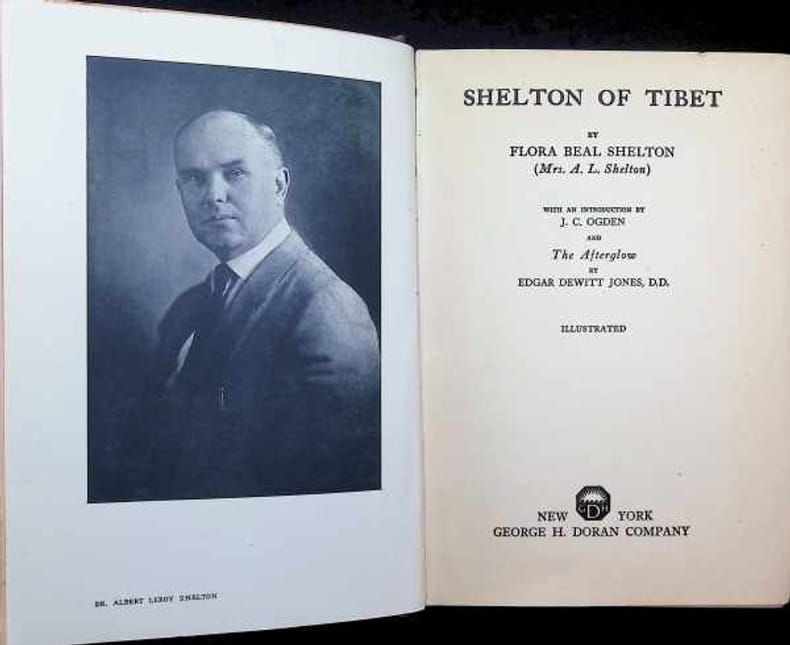 DR. ALBERT LEROY SHELTON
SHELTON OF TIBET
BY
FLORA BEAL SHELTON
(Mrs. A. L. Shelton)
WITH AN INTRODUCTION BY
J. C. OGDEN
AND
The Afterglow
BY
EDGAR DEWITT JONES, D.D.
ILLUSTRATED
GDH
NEW YORK
GEORGE H. DORAN COMPANY